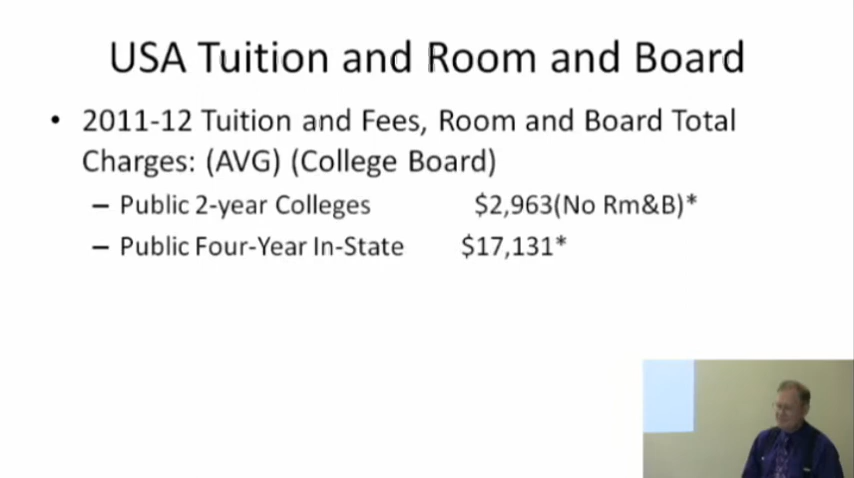 USA Tuition and Room and Board
• 2011-12 Tuition and Fees, Room and Board Total
Charges: (AVG) (College Board)
– Public 2-year Colleges $2,963(No Rm&B)*
– Public Four-Year In-State $17,131*